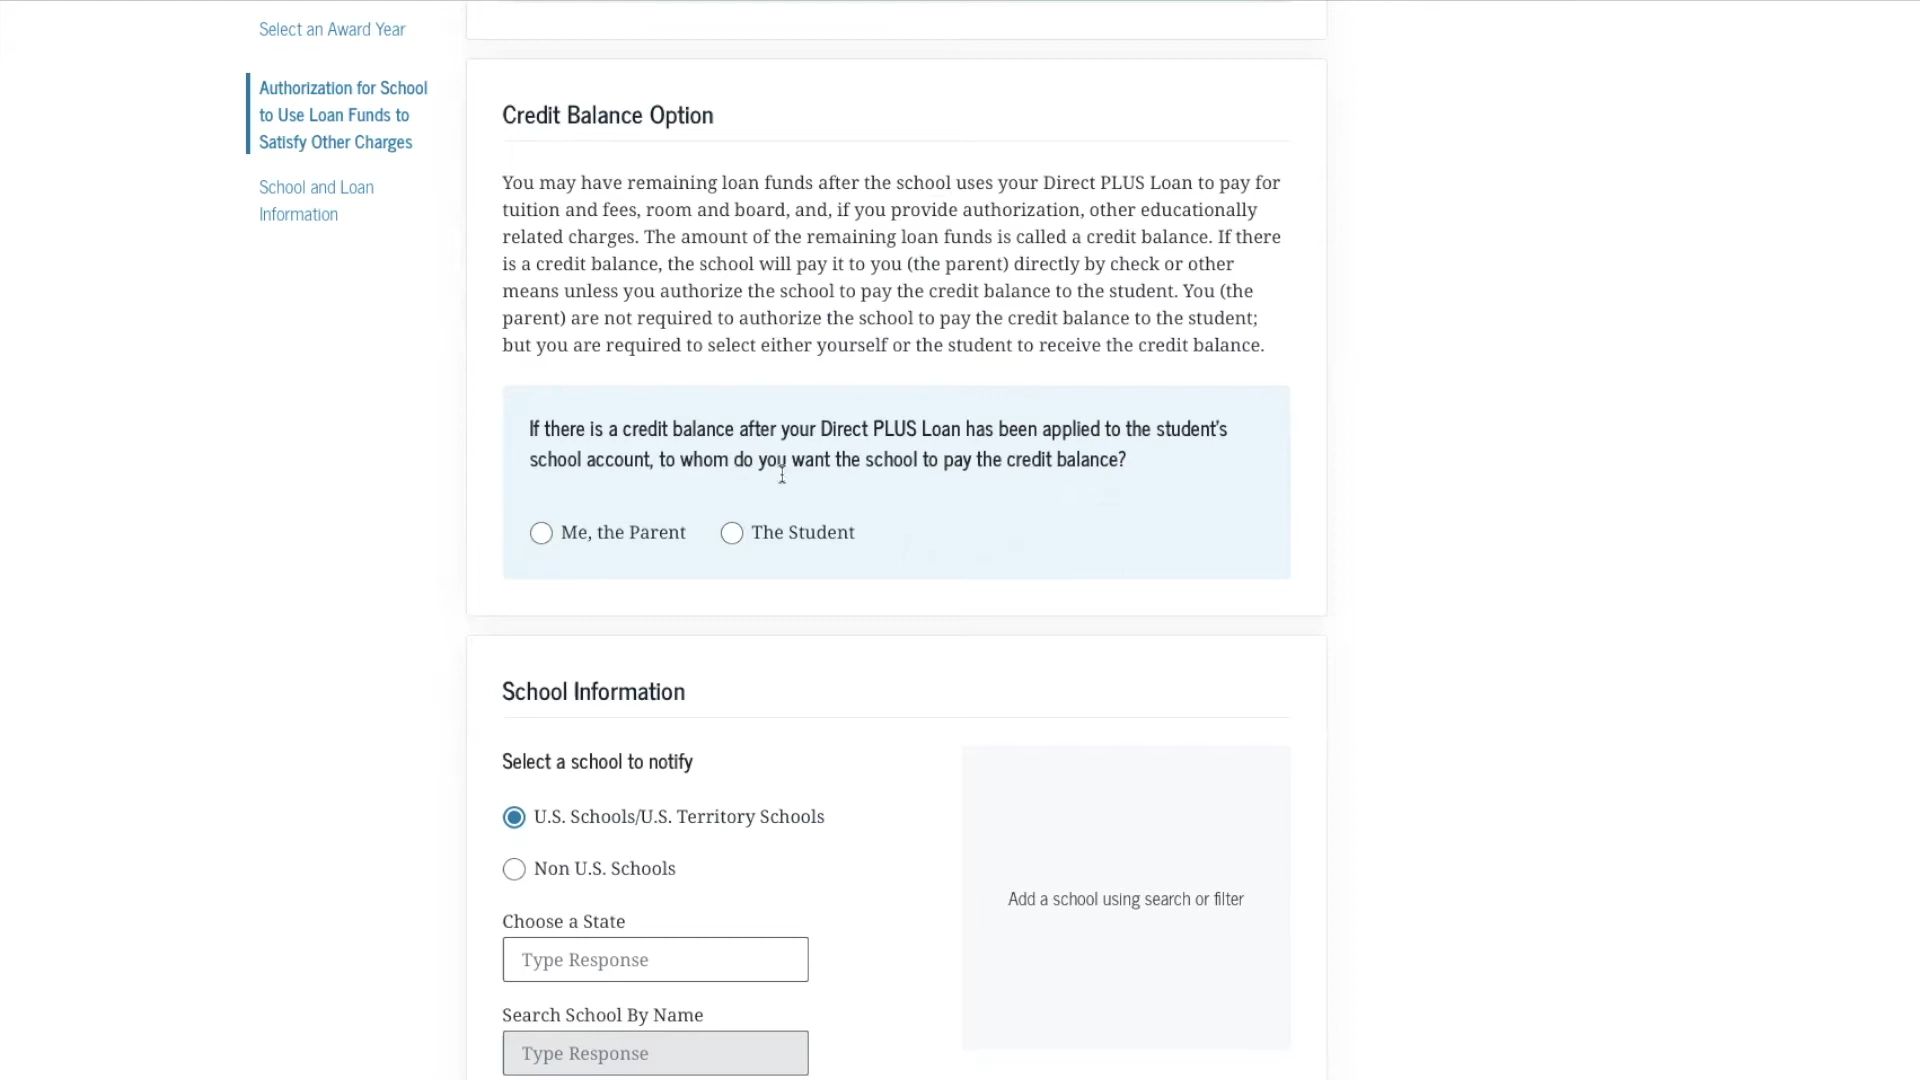 Select an Award Year
Authorization for School
to Use Loan Funds to
Satisfy Other Charges
School and Loan
Information
Credit Balance Option
You may have remaining loan funds after the school uses your Direct PLUS Loan to pay for
tuition and fees, room and board, and, if you provide authorization, other educationally
related charges. The amount of the remaining loan funds is called a credit balance. If there
is a credit balance, the school will pay it to you (the parent) directly by check or other
means unless you authorize the school to pay the credit balance to the student. You (the
parent) are not required to authorize the school to pay the credit balance to the student;
but you are required to select either yourself or the student to receive the credit balance.
If there is a credit balance after your Direct PLUS Loan has been applied to the student's
school account, to whom do you want the school to pay the credit balance?
Me, the Parent The Student
School Information
Select a school to notify
U.S. Schools/U.S. Territory Schools
Non U.S. Schools
Choose a State
Type Response
Search School By Name
Type Response
Add a school using search or filter